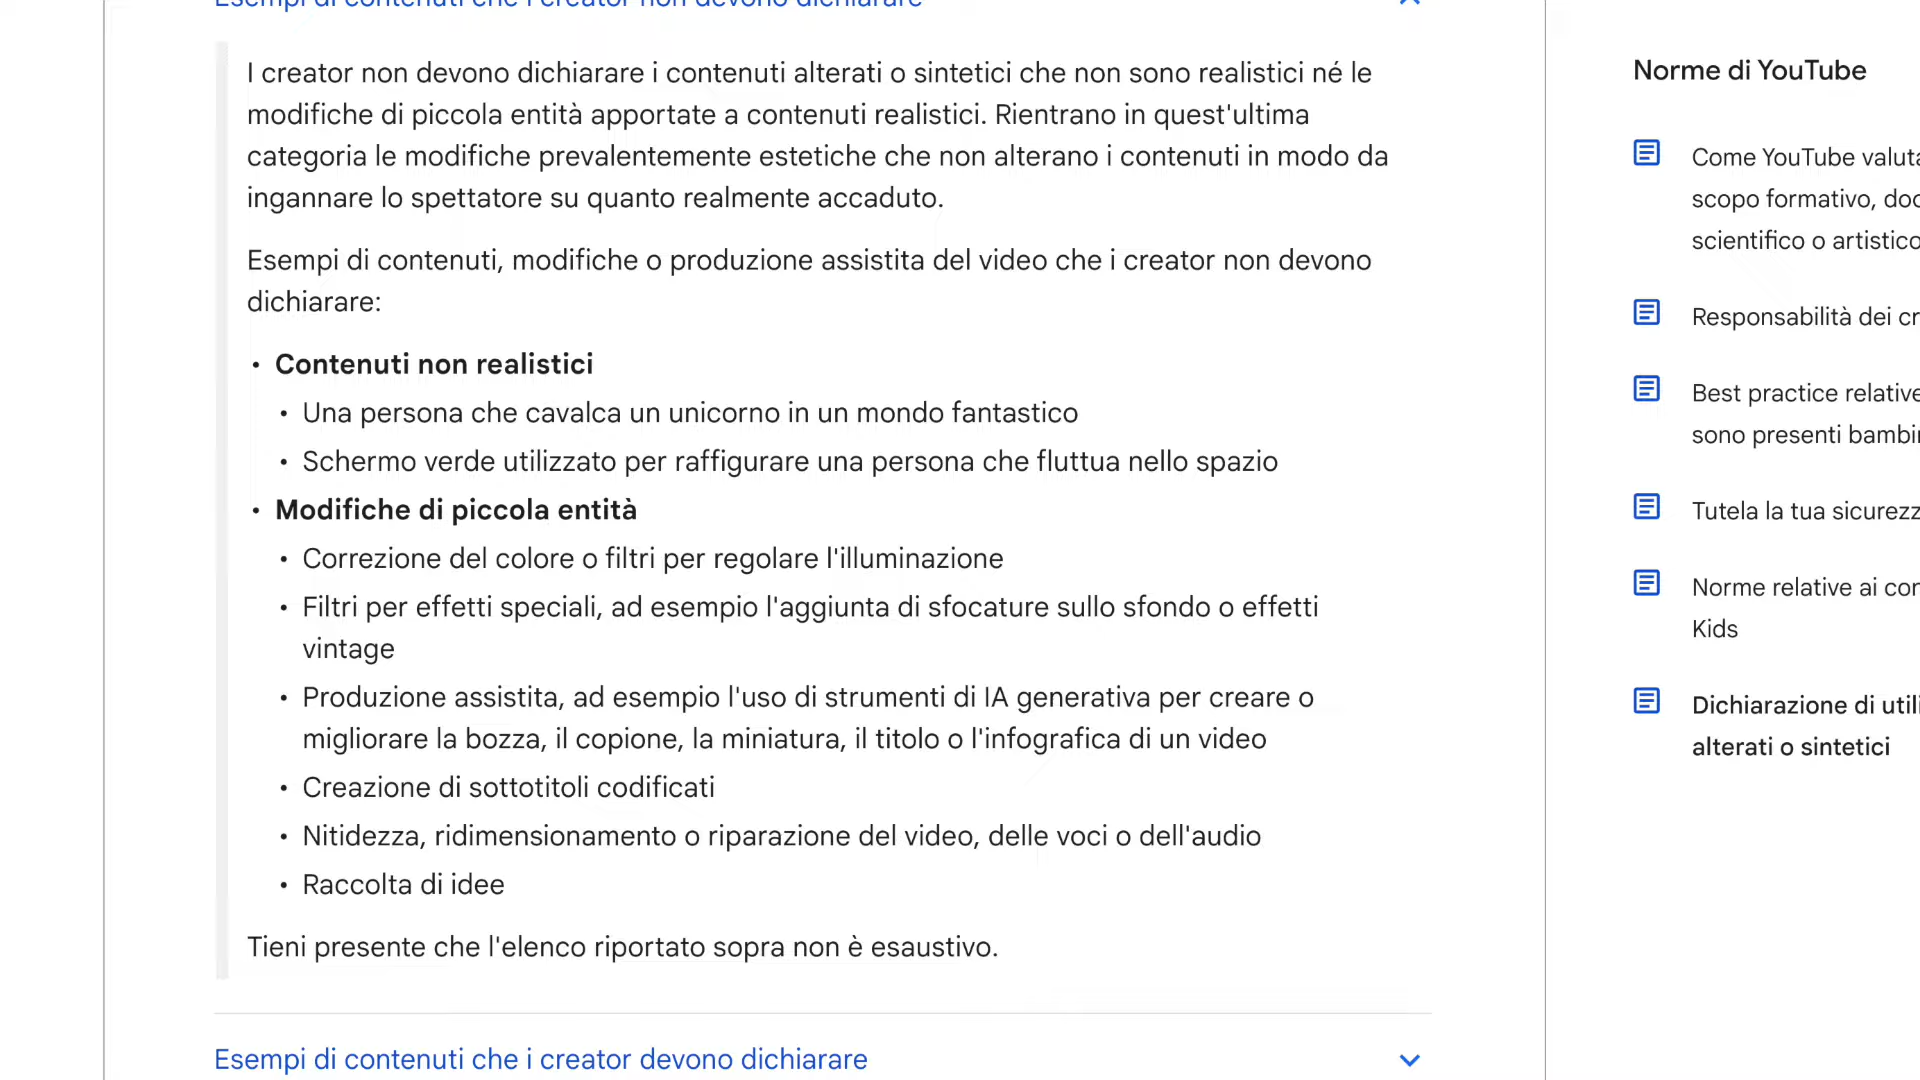 Esempi di contenuti che i creator non devono dichiarare
I creator non devono dichiarare i contenuti alterati o sintetici che non sono realistici né le
modifiche di piccola entità apportate a contenuti realistici. Rientrano in quest'ultima
categoria le modifiche prevalentemente estetiche che non alterano i contenuti in modo da
ingannare lo spettatore su quanto realmente accaduto.
Esempi di contenuti, modifiche o produzione assistita del video che i creator non devono
dichiarare:
• Contenuti non realistici
• Una persona che cavalca un unicorno in un mondo fantastico
• Schermo verde utilizzato per raffigurare una persona che fluttua nello spazio
• Modifiche di piccola entità
• Correzione del colore o filtri per regolare l'illuminazione
• Filtri per effetti speciali, ad esempio l'aggiunta di sfocature sullo sfondo o effetti
vintage
• Produzione assistita, ad esempio l'uso di strumenti di IA generativa per creare o
migliorare la bozza, il copione, la miniatura, il titolo o l'infografica di un video
• Creazione di sottotitoli codificati
• Nitidezza, ridimensionamento o riparazione del video, delle voci o dell'audio
• Raccolta di idee
Tieni presente che l'elenco riportato sopra non è esaustivo.
Esempi di contenuti che i creator devono dichiarare
Norme di YouTube
Come YouTube
scopo formativo,
scientifico o artistico
Responsabilità dei
Best practice
sono presenti
Tutela la tua
Norme relative ai
Kids
Dichiarazione di
alterati o sintetici